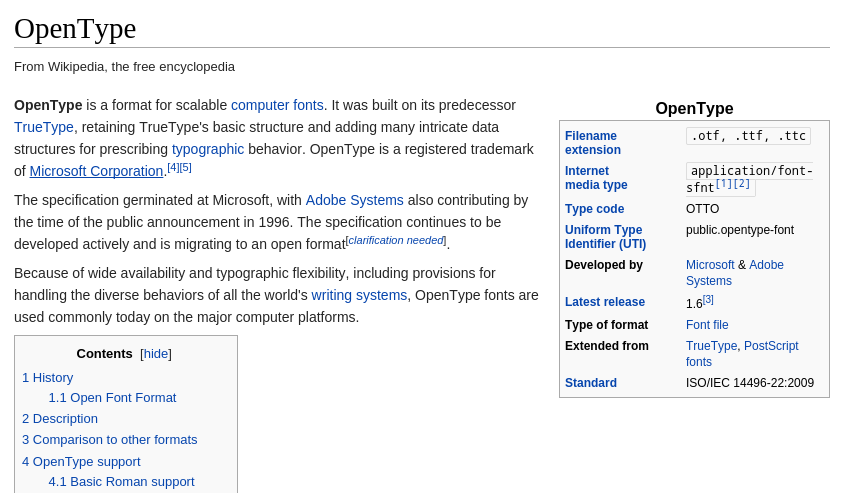 OpenType
From Wikipedia, the free encyclopedia
OpenType is a format for scalable computer fonts. It was built on its predecessor
TrueType, retaining TrueType's basic structure and adding many intricate data
structures for prescribing typographic behavior. OpenType is a registered trademark
of Microsoft Corporation.[4][5]
The specification germinated at Microsoft, with Adobe Systems also contributing by
the time of the public announcement in 1996. The specification continues to be
developed actively and is migrating to an open format[clarification needed].
Because of wide availability and typographic flexibility, including provisions for
handling the diverse behaviors of all the world's writing systems, OpenType fonts are
used commonly today on the major computer platforms.
Contents [hide]
1 History
1.1 Open Font Format
2 Description
3 Comparison to other formats
4 OpenType support
4.1 Basic Roman support
OpenType
Filename extension .otf, .ttf, .ttc
Internet media type application/font-sfnt[1][2]
Type code OTTO
Uniform Type Identifier (UTI) public.opentype-font
Developed by Microsoft & Adobe Systems
Latest release 1.6[3]
Type of format Font file
Extended from TrueType, PostScript fonts
Standard ISO/IEC 14496-22:2009